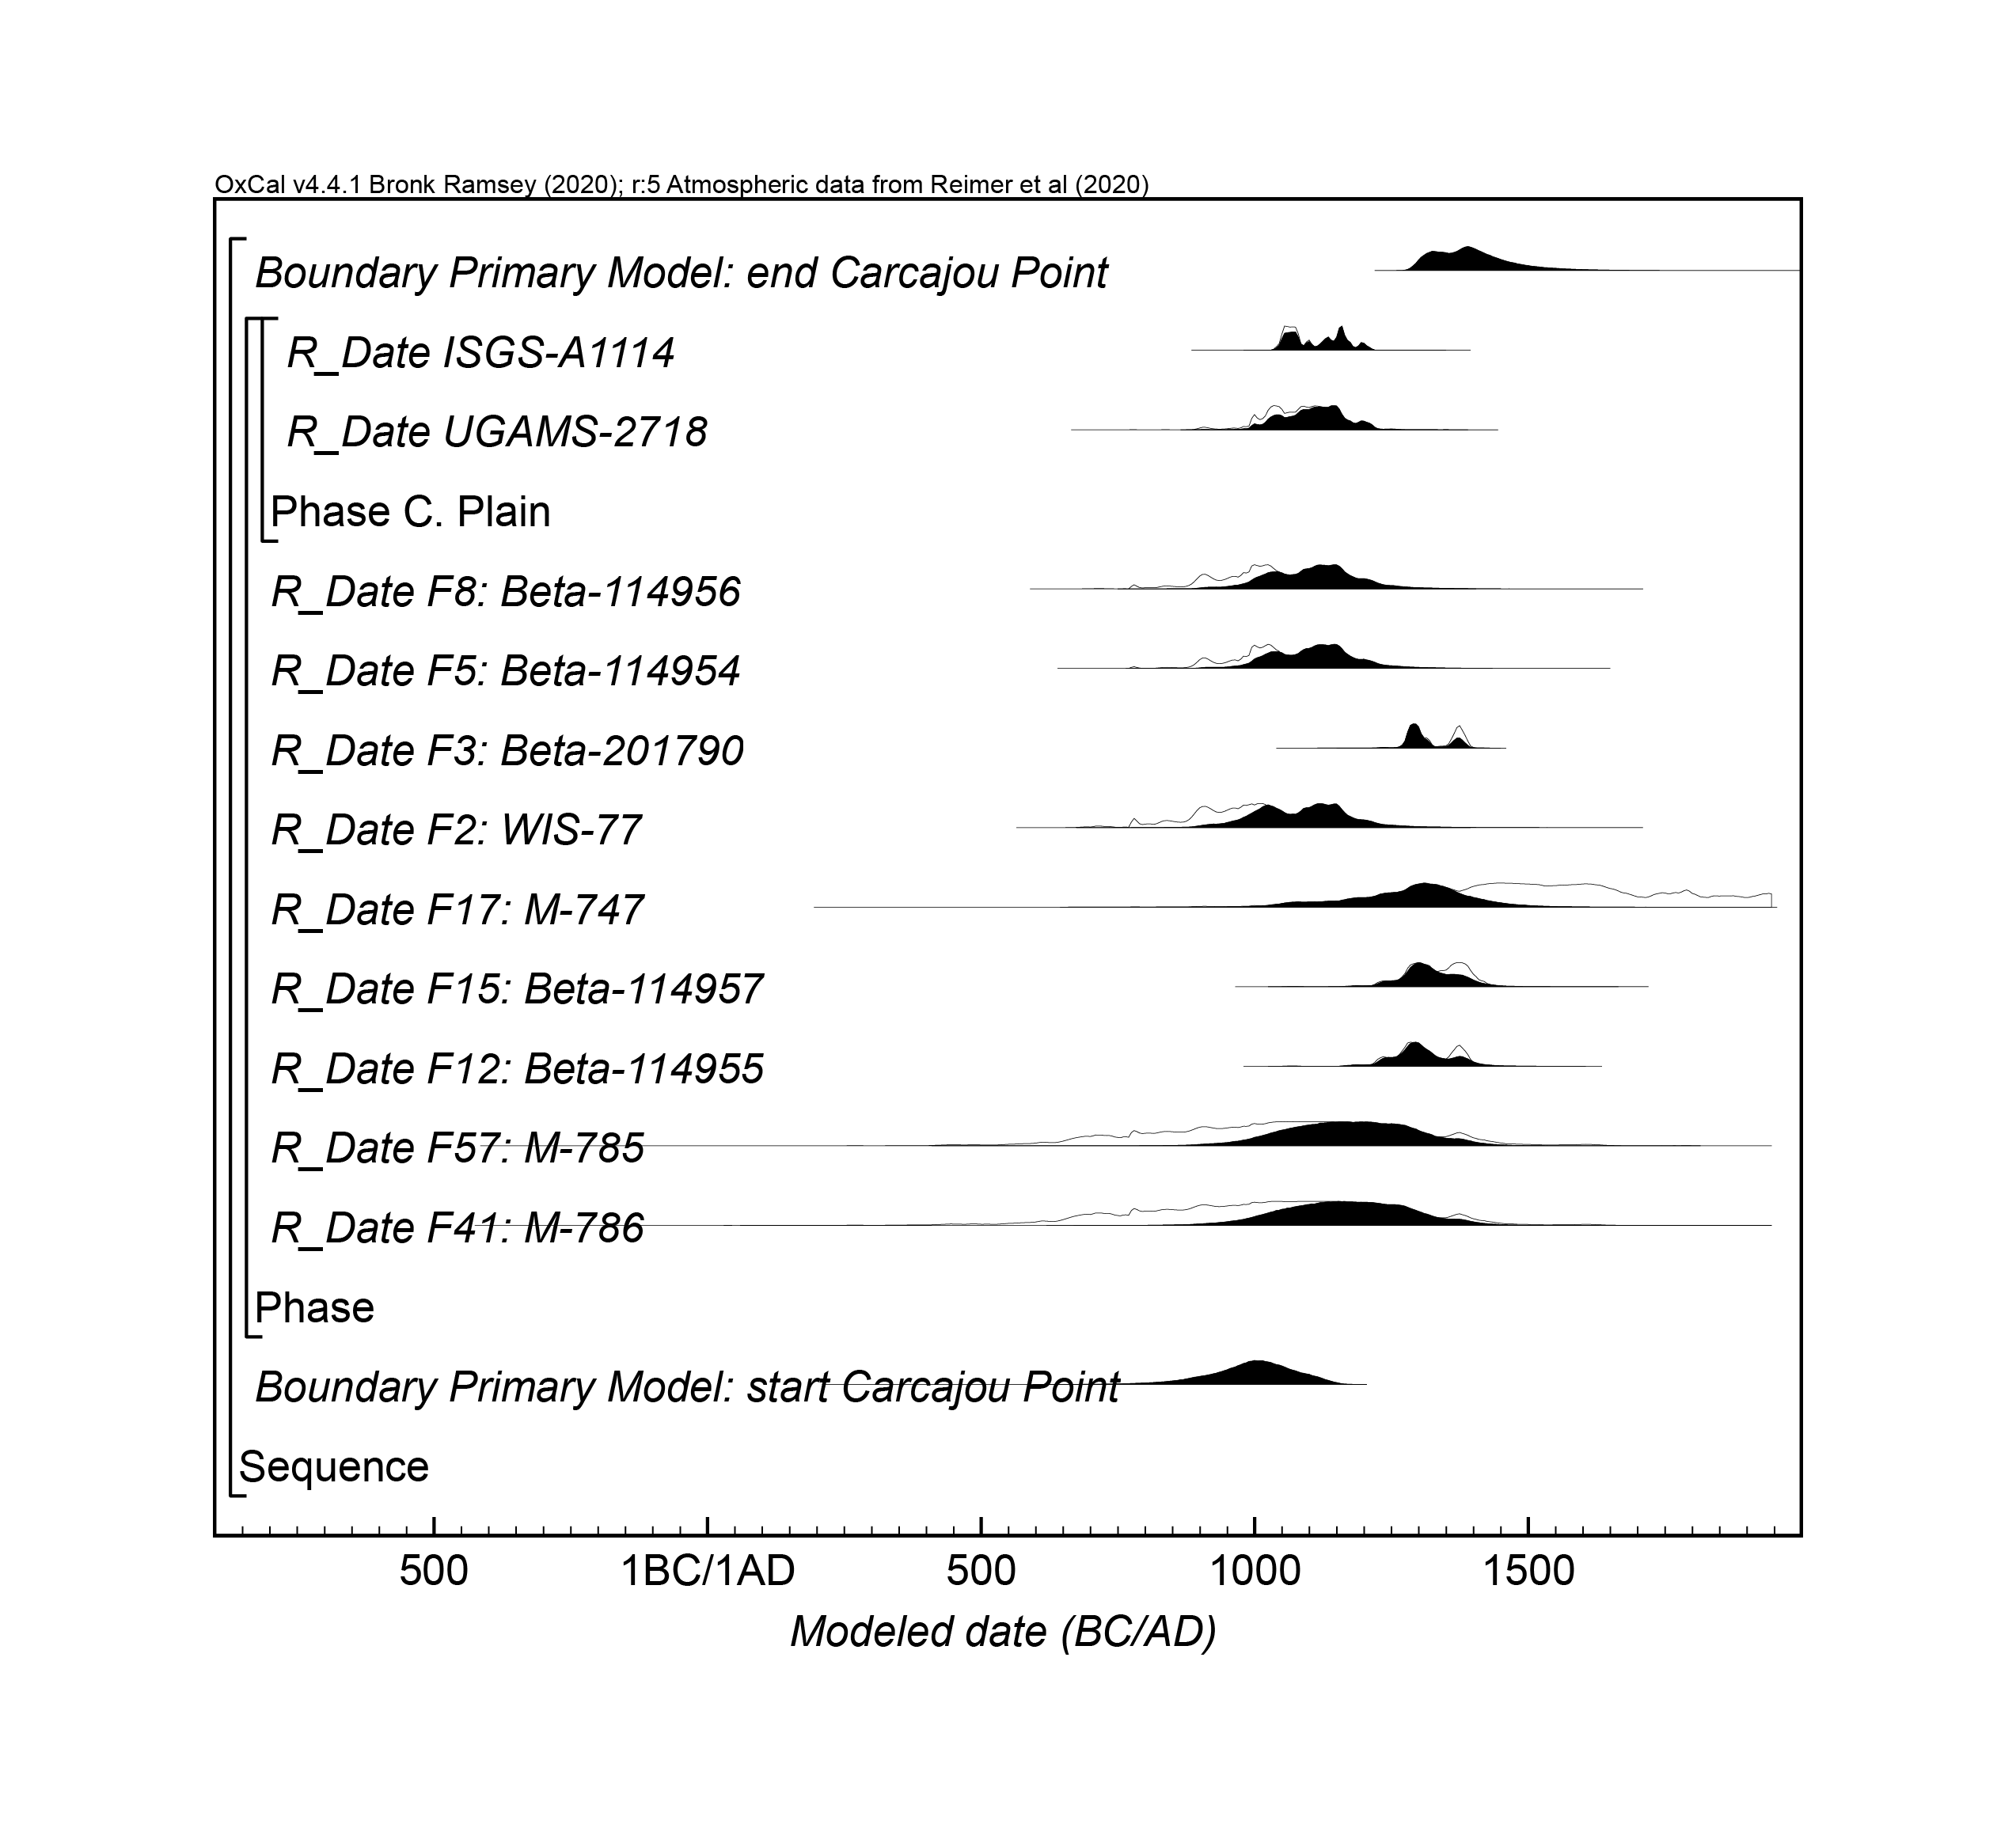 OxCal v4.4.1 Bronk Ramsey (2020); r:5 Atmospheric data from Reimer et al (2020)
Boundary Primary Model: end Carcajou Point
R_Date ISGS-A1114
R_Date UGAMS-2718
Phase C. Plain
R_Date F8: Beta-114956
R_Date F5: Beta-114954
R_Date F3: Beta-201790
R_Date F2: WIS-77
R_Date F17: M-747
R_Date F15: Beta-114957
R_Date F12: Beta-114955
R_Date F57: M-785
R_Date F41: M-786
Phase
Boundary Primary Model: start Carcajou Point
Sequence
500 1BC/1AD 500 1000 1500
Modeled date (BC/AD)